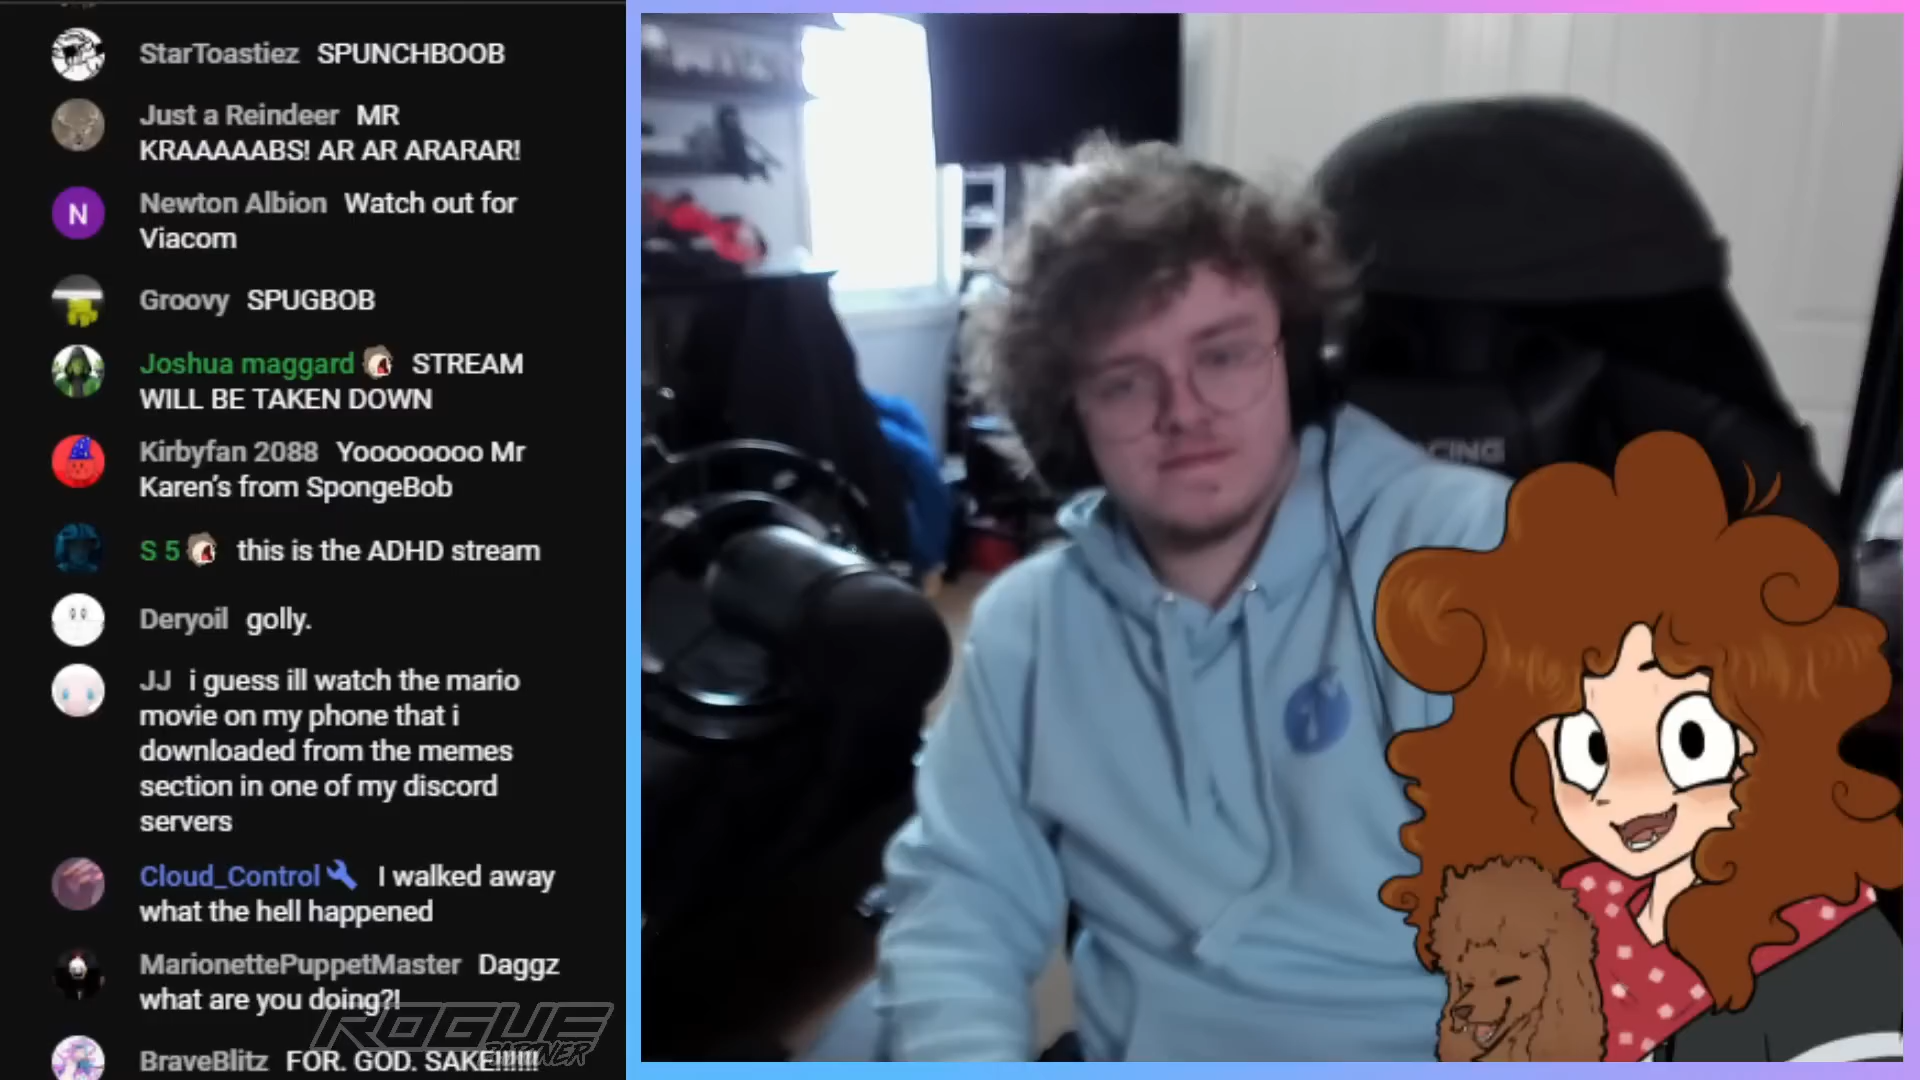 StarToastiez SPUNCHBOOB
Just a Reindeer MR
KRAAAAABS! AR AR ARARAR!
N
Newton Albion Watch out for
Viacom
Groovy SPUGBOB
Joshua maggard STREAM
WILL BE TAKEN DOWN
Kirbyfan 2088 Yoooooooo Mr
Karen's from SpongeBob
S 5 this is the ADHD stream
Deryoil golly.
JJ i guess ill watch the mario
movie on my phone that i
downloaded from the memes
section in one of my discord
servers
Cloud_Control I walked away
what the hell happened
MarionettePuppetMaster Daggz
what are you doing?!
ROGUE
PARTNER
BraveBlitz FOR. GOD. SAKE!!!!!!!
CING